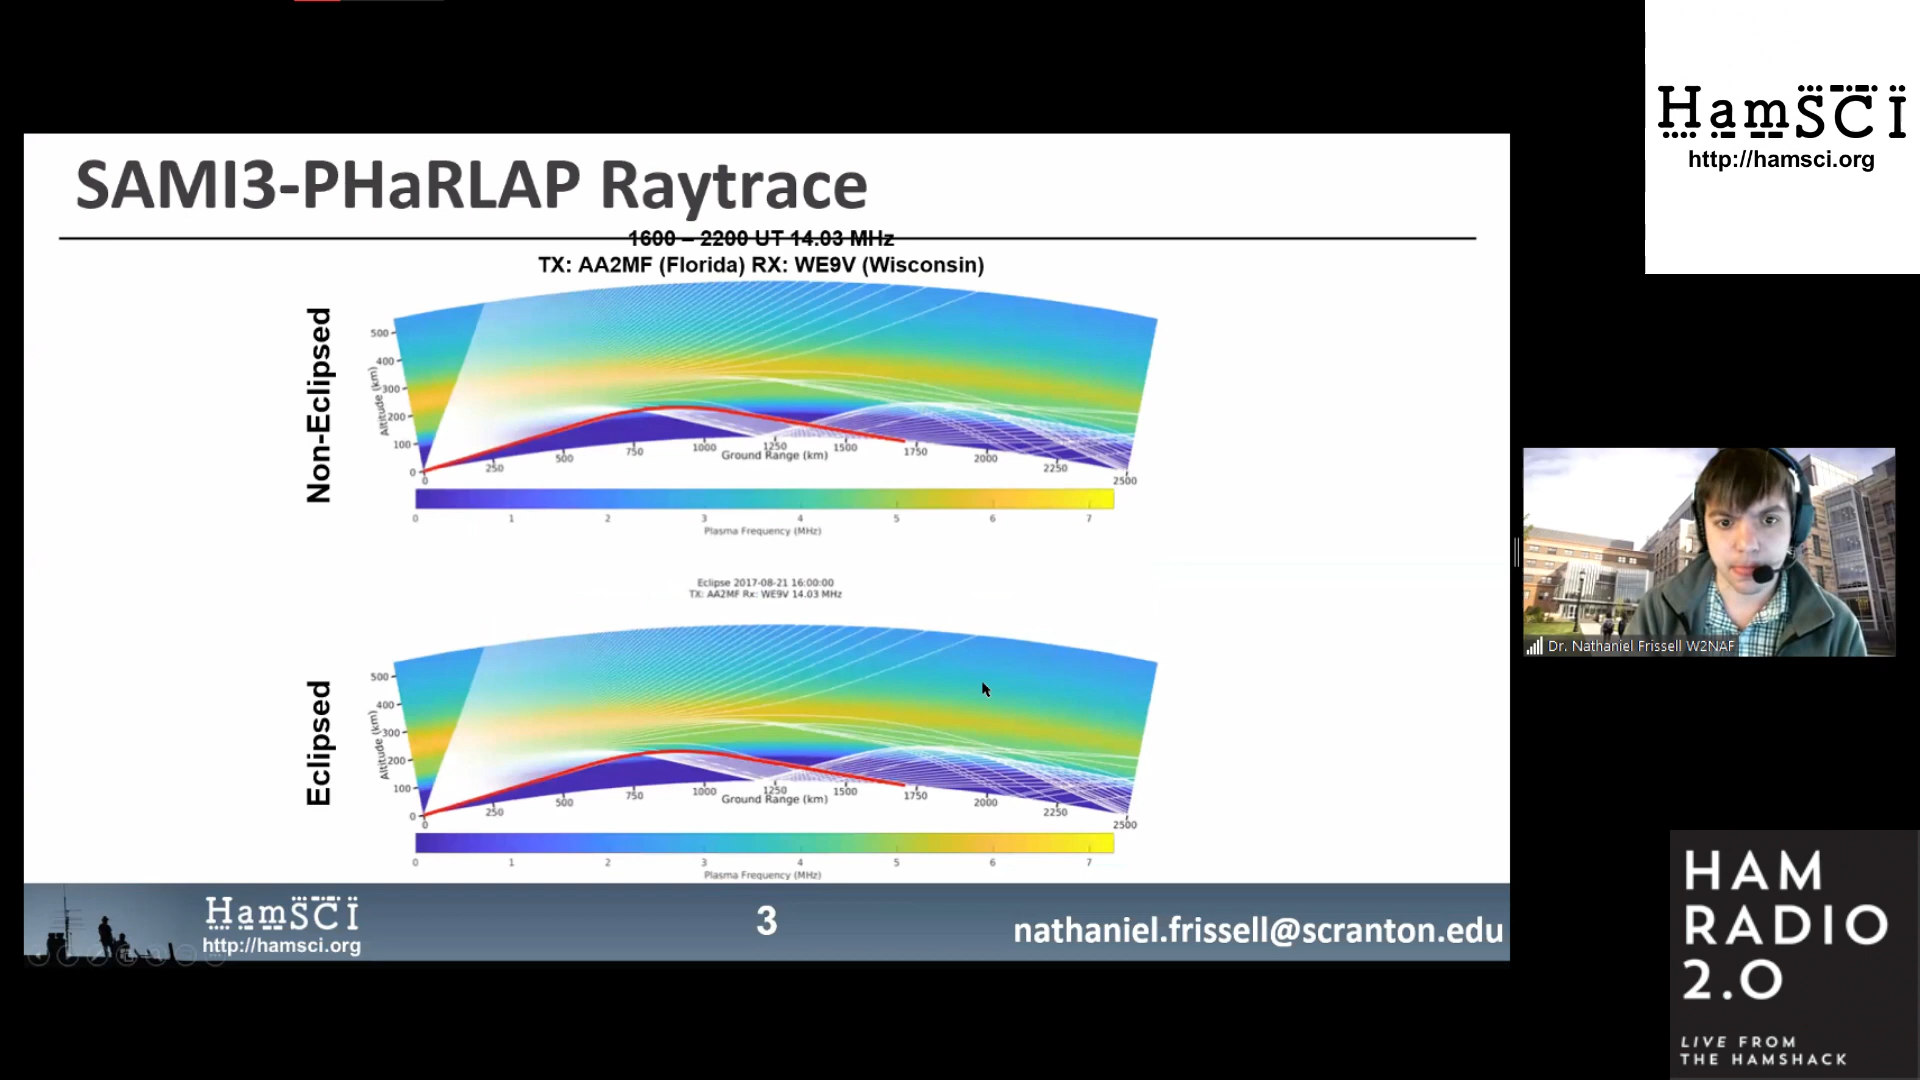 HamSCI
http://hamsci.org
SAMI3-PHaRLAP Raytrace
1600 – 2200 UT 14.03 MHz
TX: AA2MF (Florida) RX: WE9V (Wisconsin)
Non-Eclipsed
Altitude (km)
500
400
300
200
100
0
0
250
500
750
1000
1250
1500
1750
2000
2250
2500
Ground Range (km)
0 1 2 3 4 5 6 7
Plasma Frequency (MHz)
Eclipse 2017-08-21 16:00:00
TX: AA2MF Rx: WE9V 14.03 MHz
Eclipsed
Altitude (km)
500
400
300
200
100
0
0
250
500
750
1000
1250
1500
1750
2000
2250
2500
Ground Range (km)
0 1 2 3 4 5 6 7
Plasma Frequency (MHz)
HamSCI
http://hamsci.org
3
nathaniel.frissell@scranton.edu
Dr. Nathaniel Frissell W2NAF
HAM
RADIO
2.0
LIVE FROM
THE HAMSHACK